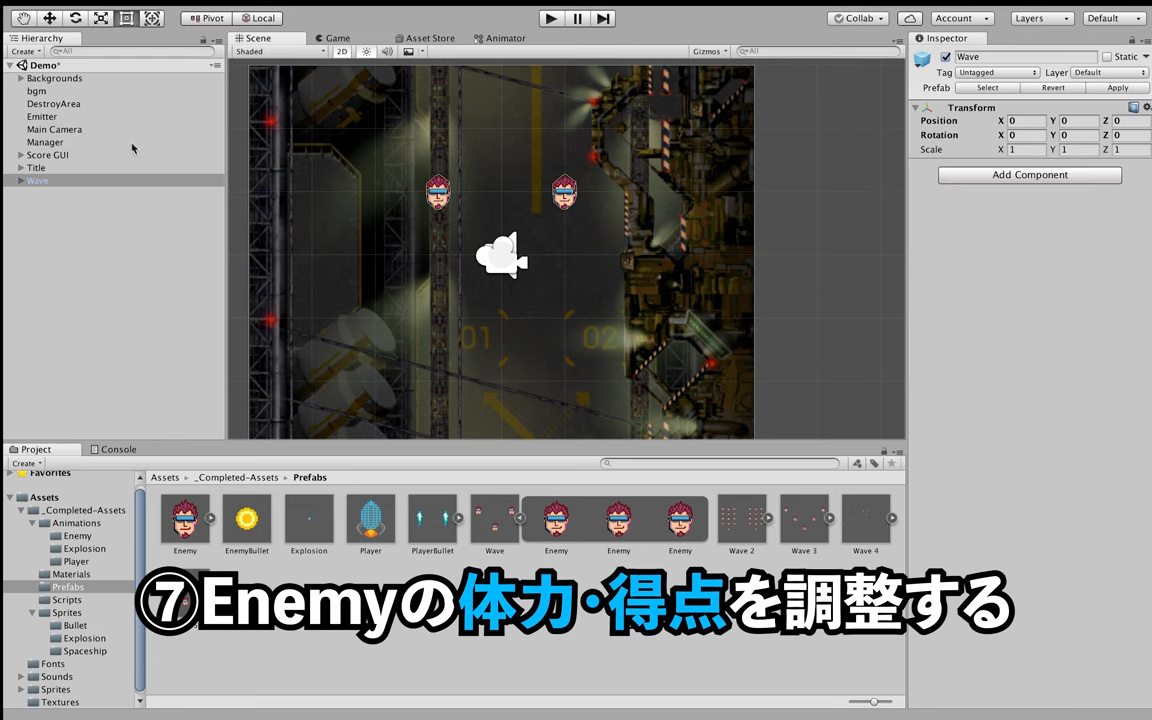 Pivot
Local
Collab
Account
Layers
Default
Hierarchy
Create
All
Demo*
Backgrounds
bgm
DestroyArea
Emitter
Main Camera
Manager
Score GUI
Title
Wave
Scene
Game
Asset Store
Animator
Shaded
2D
Gizmos
All
01
02
Inspector
Wave
Static
Tag
Untagged
Layer
Default
Prefab
Select
Revert
Apply
Transform
Position X 0 Y 0 Z 0
Rotation X 0 Y 0 Z 0
Scale X 1 Y 1 Z 1
Add Component
Project
Console
Create
Favorites
Assets
_Completed-Assets
Animations
Enemy
Explosion
Player
Materials
Prefabs
Scripts
Sprites
Bullet
Explosion
Spaceship
Fonts
Sounds
Sprites
Textures
Assets
_Completed-Assets
Prefabs
Enemy
EnemyBullet
Explosion
Player
PlayerBullet
Wave
Enemy
Enemy
Enemy
Wave 2
Wave 3
Wave 4
⑦Enemyの体力・得点を調整する